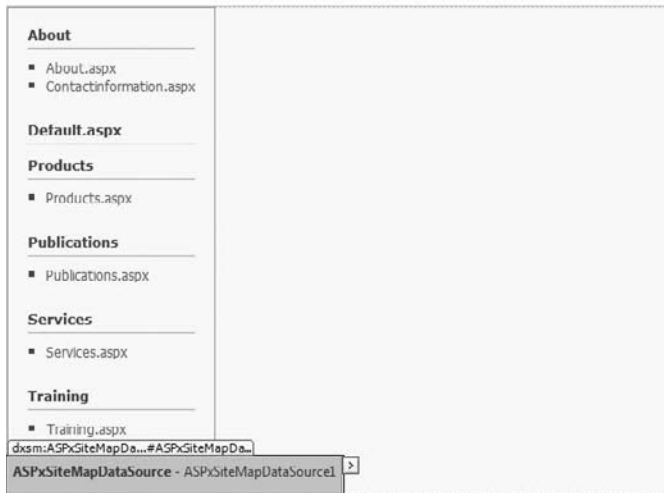 About
About.aspx
Contactinformation.aspx
Default.aspx
Products
Products.aspx
Publications
Publications.aspx
Services
Services.aspx
Training
Training.aspx
dxsm:ASPxSiteMapDa...#ASPxSiteMapDa...
ASPxSiteMapDataSource - ASPxSiteMapDataSource1